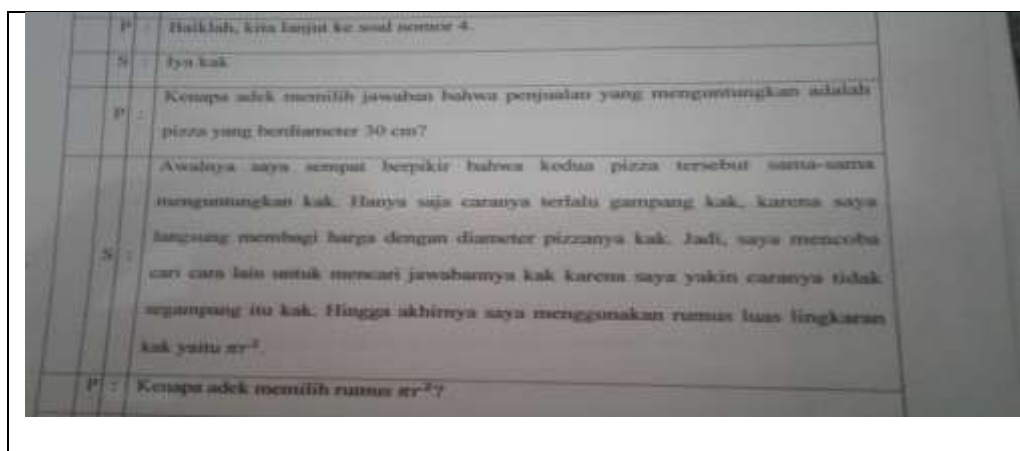 P : Baiklah, kita lanjut ke soal nomor 4.
S : Iya kak
Kenapa adek memilih jawaban bahwa penjualan yang menguntungkan adalah
P :
pizza yang berdiameter 30 cm?
Awalnya saya sempat berpikir bahwa kedua pizza tersebut sama-sama
menguntungkan kak. Hanya saja caranya terlalu gampang kak, karena saya
langsung membagi harga dengan diameter pizzanya kak. Jadi, saya mencoba
S :
cari cara lain untuk mencari jawabannya kak karena saya yakin caranya tidak
segampang itu kak. Hingga akhirnya saya menggunakan rumus luas lingkaran
kak yaitu πr².
P : Kenapa adek memilih rumus πr²?